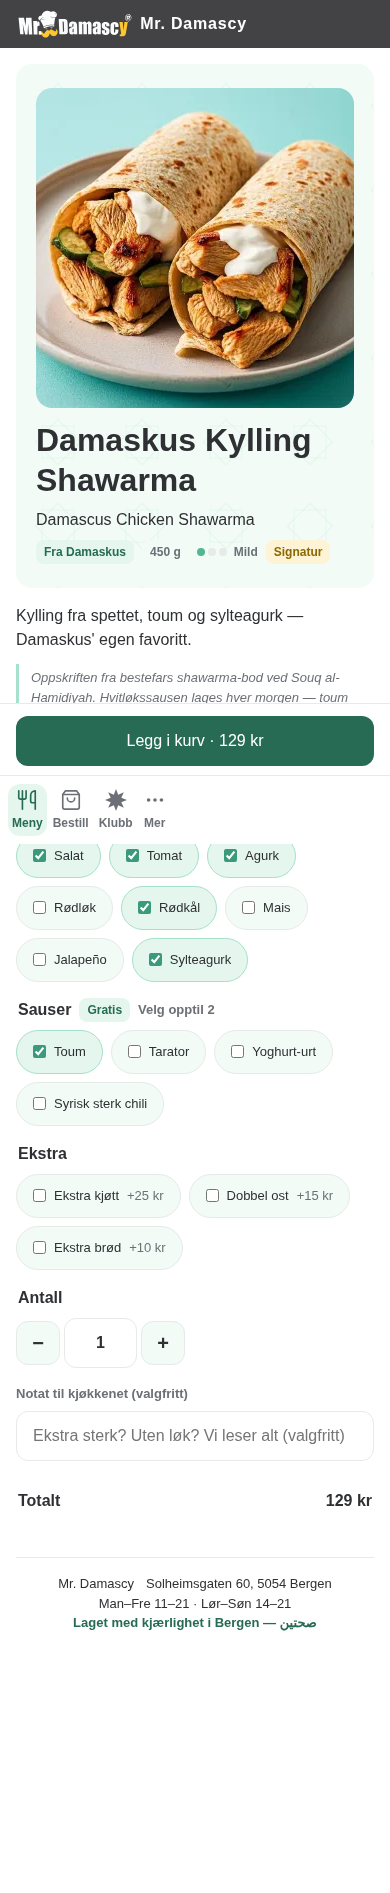 Mr. Damascy® Mr. Damascy
Damaskus Kylling
Shawarma
Damascus Chicken Shawarma
Fra Damaskus 450 g Mild Signatur
Kylling fra spettet, toum og sylteagurk —
Damaskus' egen favoritt.
Oppskriften fra bestefars shawarma-bod ved Souq al-
Hamidiyah. Hvitløkssausen lages hver morgen — toum
Legg i kurv · 129 kr
Meny Bestill Klubb Mer
Salat Tomat Agurk
Rødløk Rødkål Mais
Jalapeño Sylteagurk
Sauser Gratis Velg opptil 2
Toum Tarator Yoghurt-urt
Syrisk sterk chili
Ekstra
Ekstra kjøtt +25 kr Dobbel ost +15 kr
Ekstra brød +10 kr
Antall
− 1 +
Notat til kjøkkenet (valgfritt)
Ekstra sterk? Uten løk? Vi leser alt (valgfritt)
Totalt 129 kr
Mr. Damascy Solheimsgaten 60, 5054 Bergen
Man–Fre 11–21 · Lør–Søn 14–21
Laget med kjærlighet i Bergen — صحتين